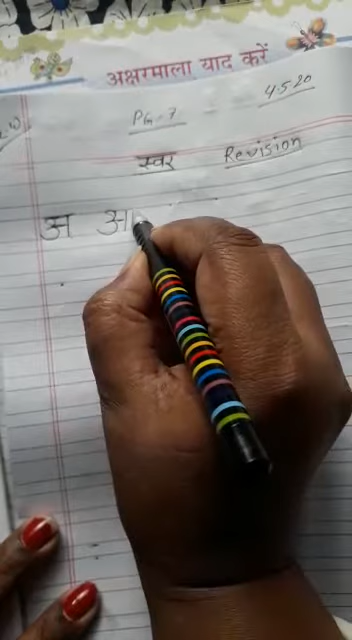 अक्षरमाला याद करें
PG-7
4.5.20
स्वर Revision
अ अ